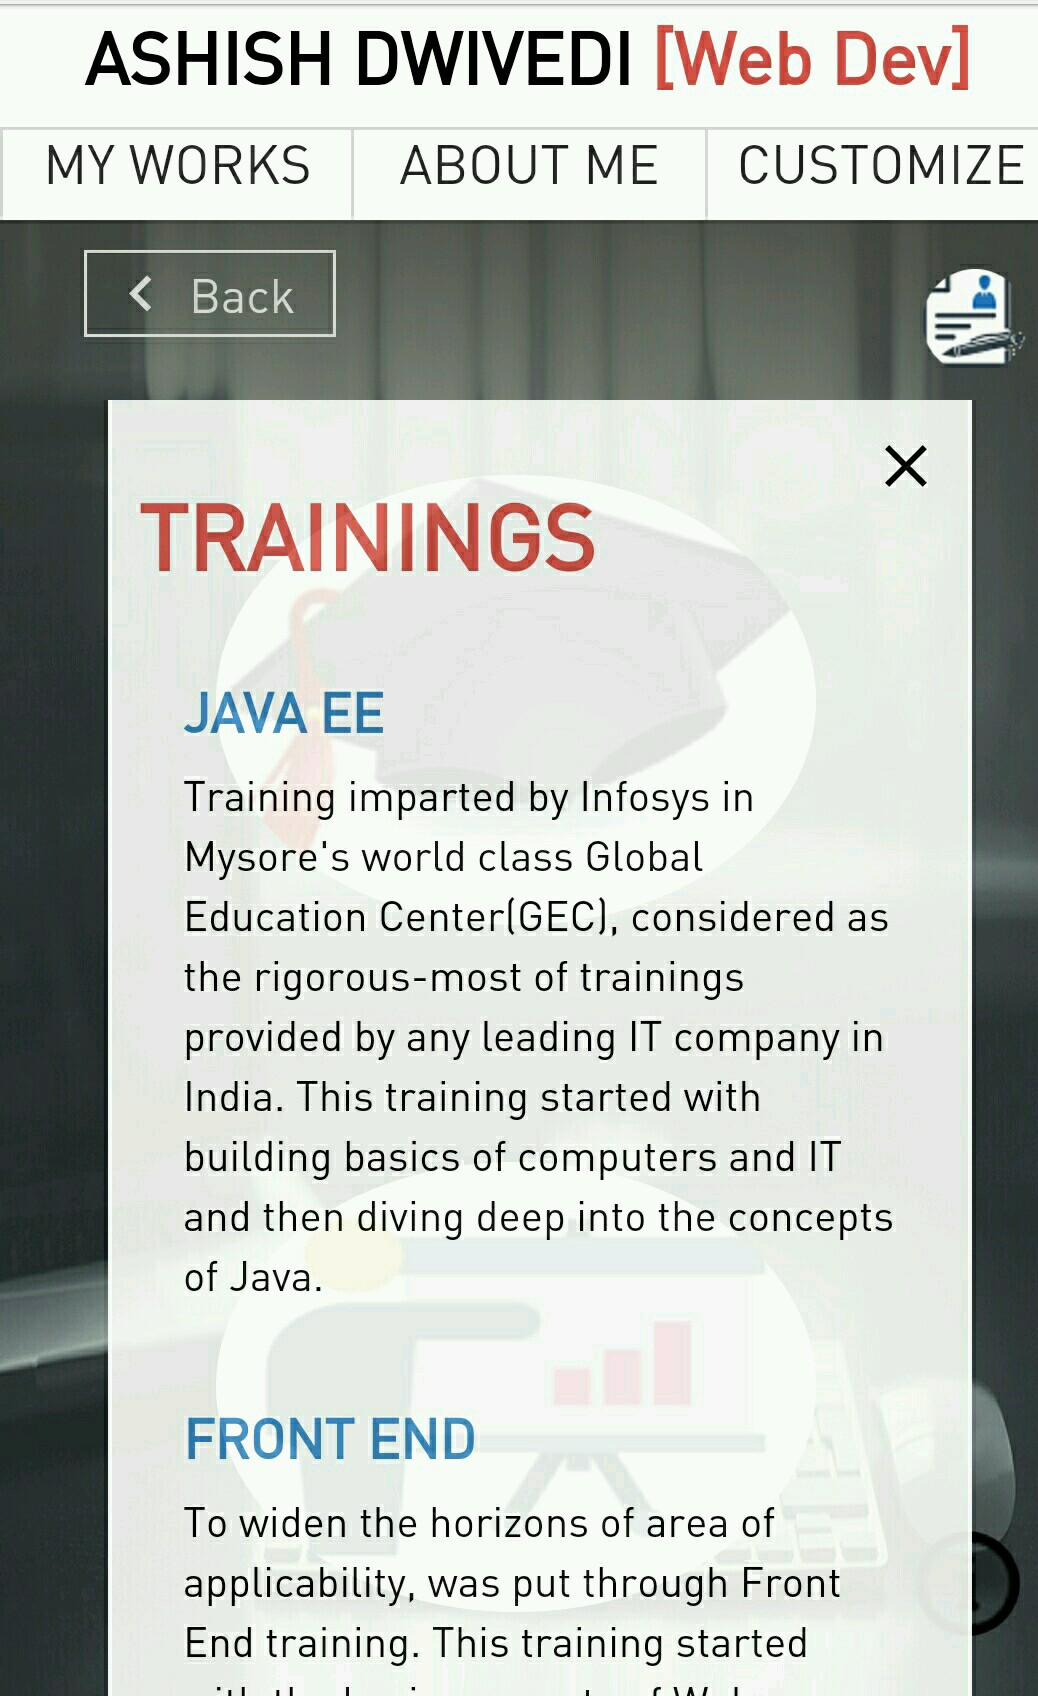 ASHISH DWIVEDI [Web Dev]
MY WORKS
ABOUT ME
CUSTOMIZE
Back
TRAININGS
JAVA EE
Training imparted by Infosys in
Mysore's world class Global
Education Center(GEC), considered as
the rigorous-most of trainings
provided by any leading IT company in
India. This training started with
building basics of computers and IT
and then diving deep into the concepts
of Java.
FRONT END
To widen the horizons of area of
applicability, was put through Front
End training. This training started